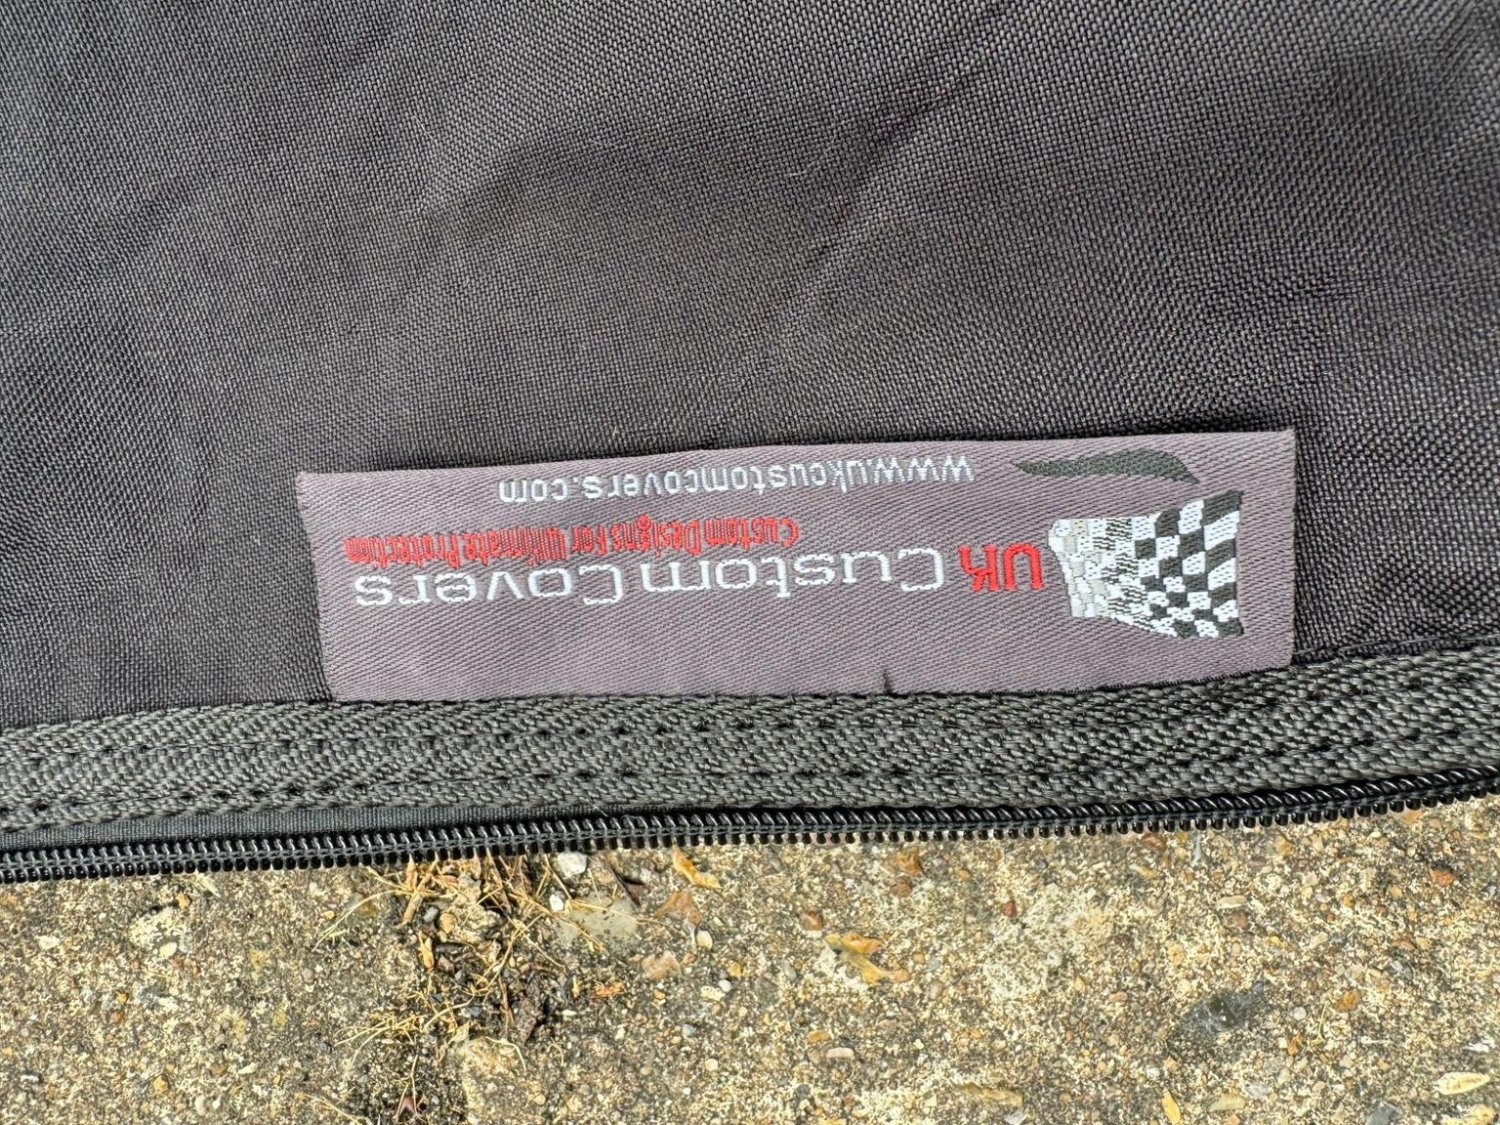 UK Custom Covers
Custom Designs For Ultimate Protection
www.ukcustomcovers.com